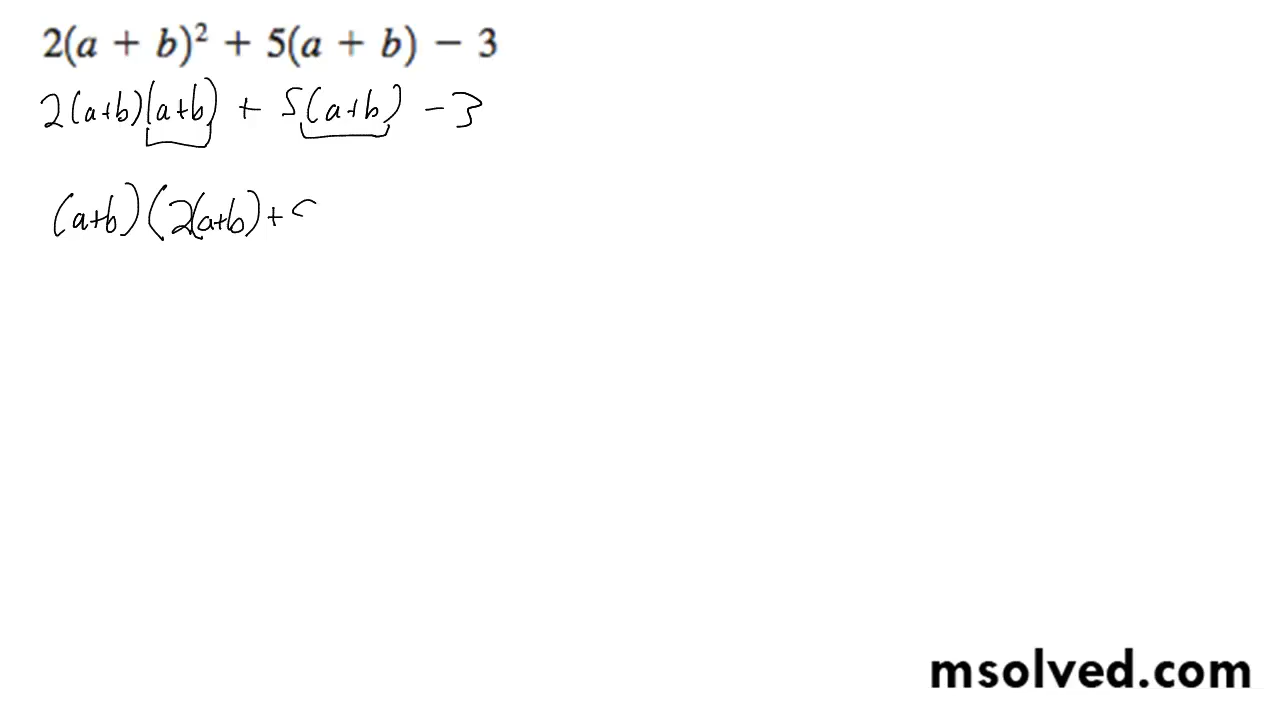 2(a + b)² + 5(a + b) − 3
2(a+b)(a+b) + 5(a+b) - 3
(a+b)(2(a+b)+
msolved.com